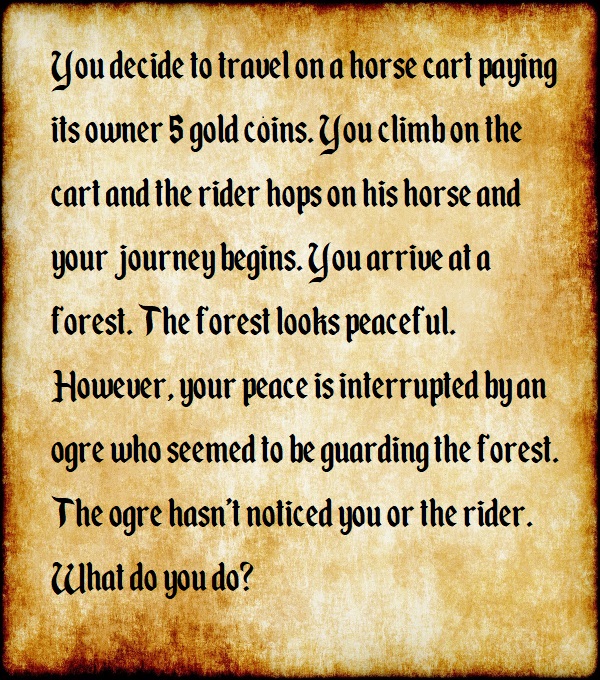 You decide to travel on a horse cart paying
its owner 5 gold coins. You climb on the
cart and the rider hops on his horse and
your journey begins. You arrive at a
forest. The forest looks peaceful.
However, your peace is interrupted by an
ogre who seemed to be guarding the forest.
The ogre hasn't noticed you or the rider.
What do you do?